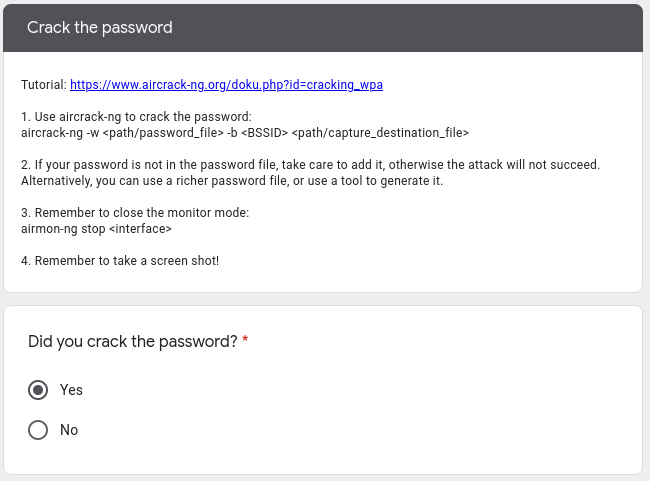 Crack the password
Tutorial: https://www.aircrack-ng.org/doku.php?id=cracking_wpa
1. Use aircrack-ng to crack the password:
aircrack-ng -w <path/password_file> -b <BSSID> <path/capture_destination_file>
2. If your password is not in the password file, take care to add it, otherwise the attack will not succeed.
Alternatively, you can use a richer password file, or use a tool to generate it.
3. Remember to close the monitor mode:
airmon-ng stop <interface>
4. Remember to take a screen shot!
Did you crack the password? *
Yes
No